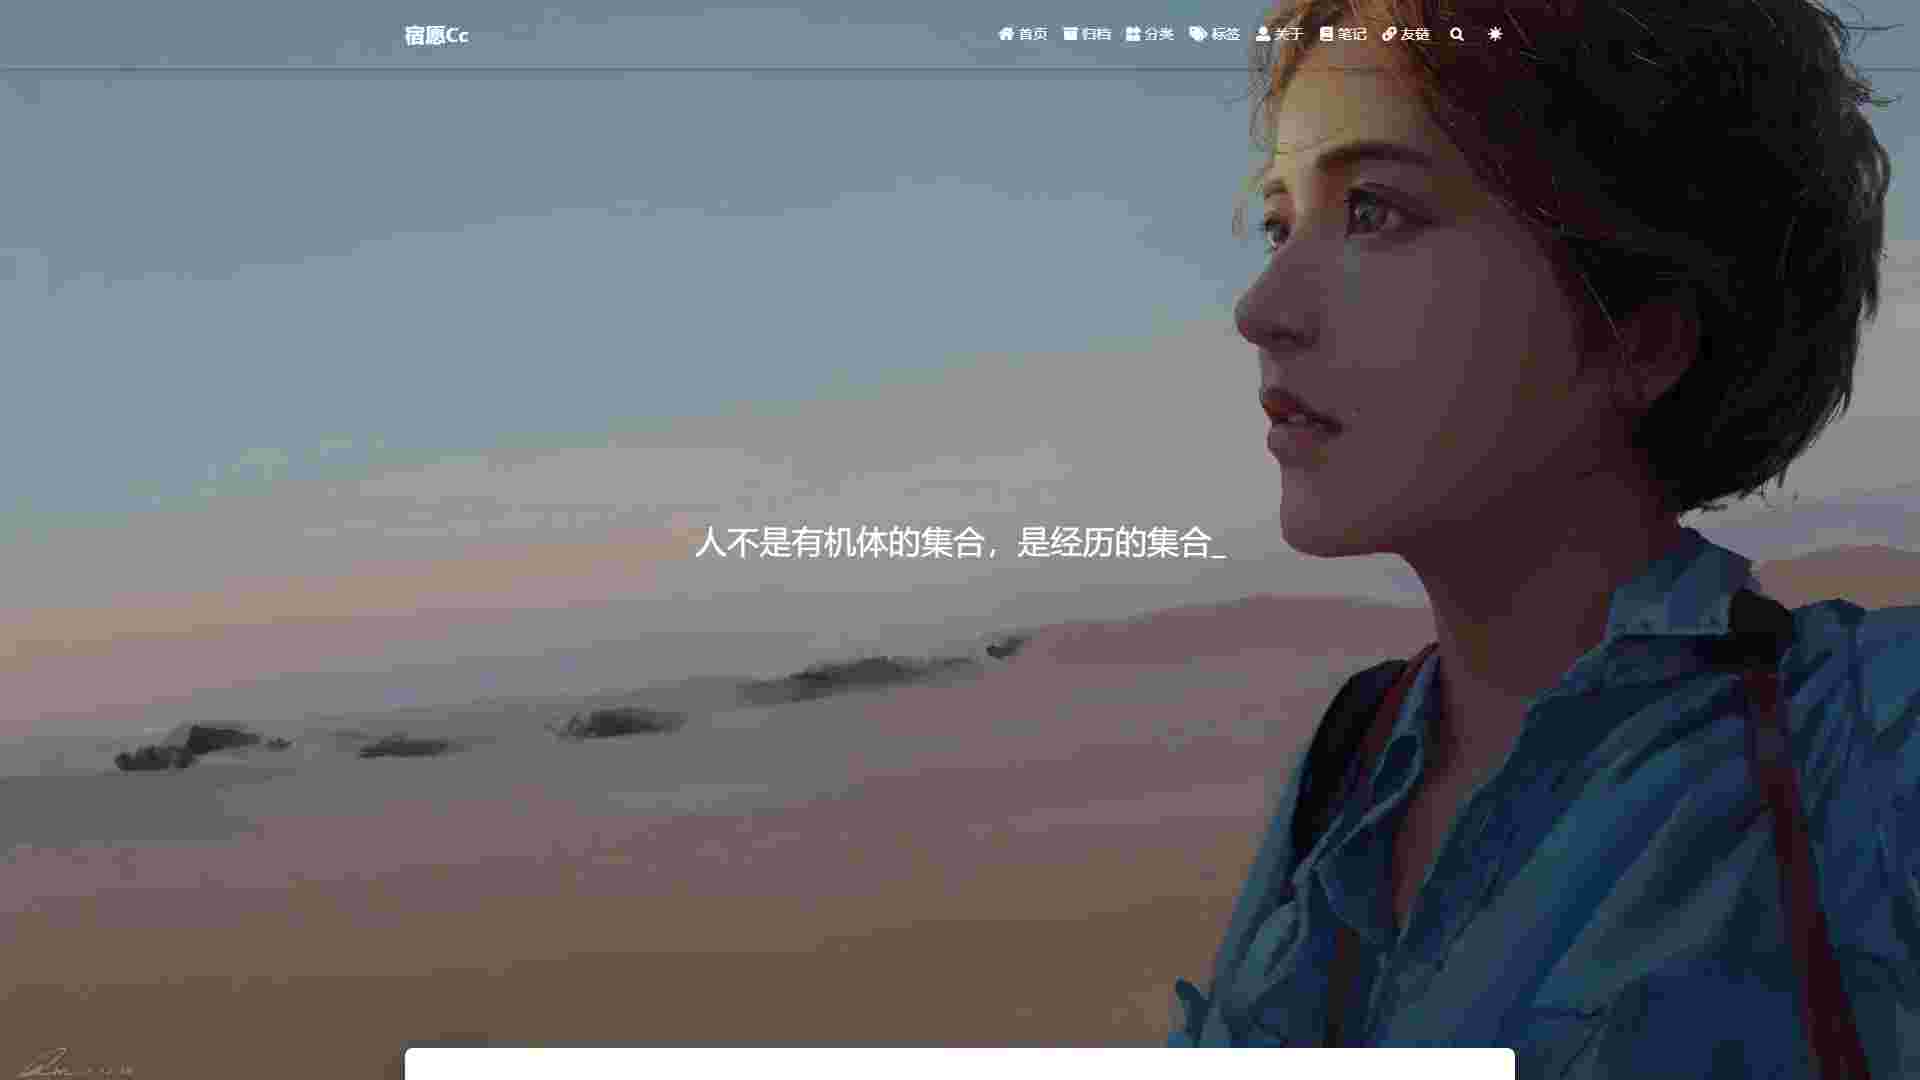 宿愿Cc
首页 归档 分类 标签 关于 笔记 友链
人不是有机体的集合，是经历的集合_